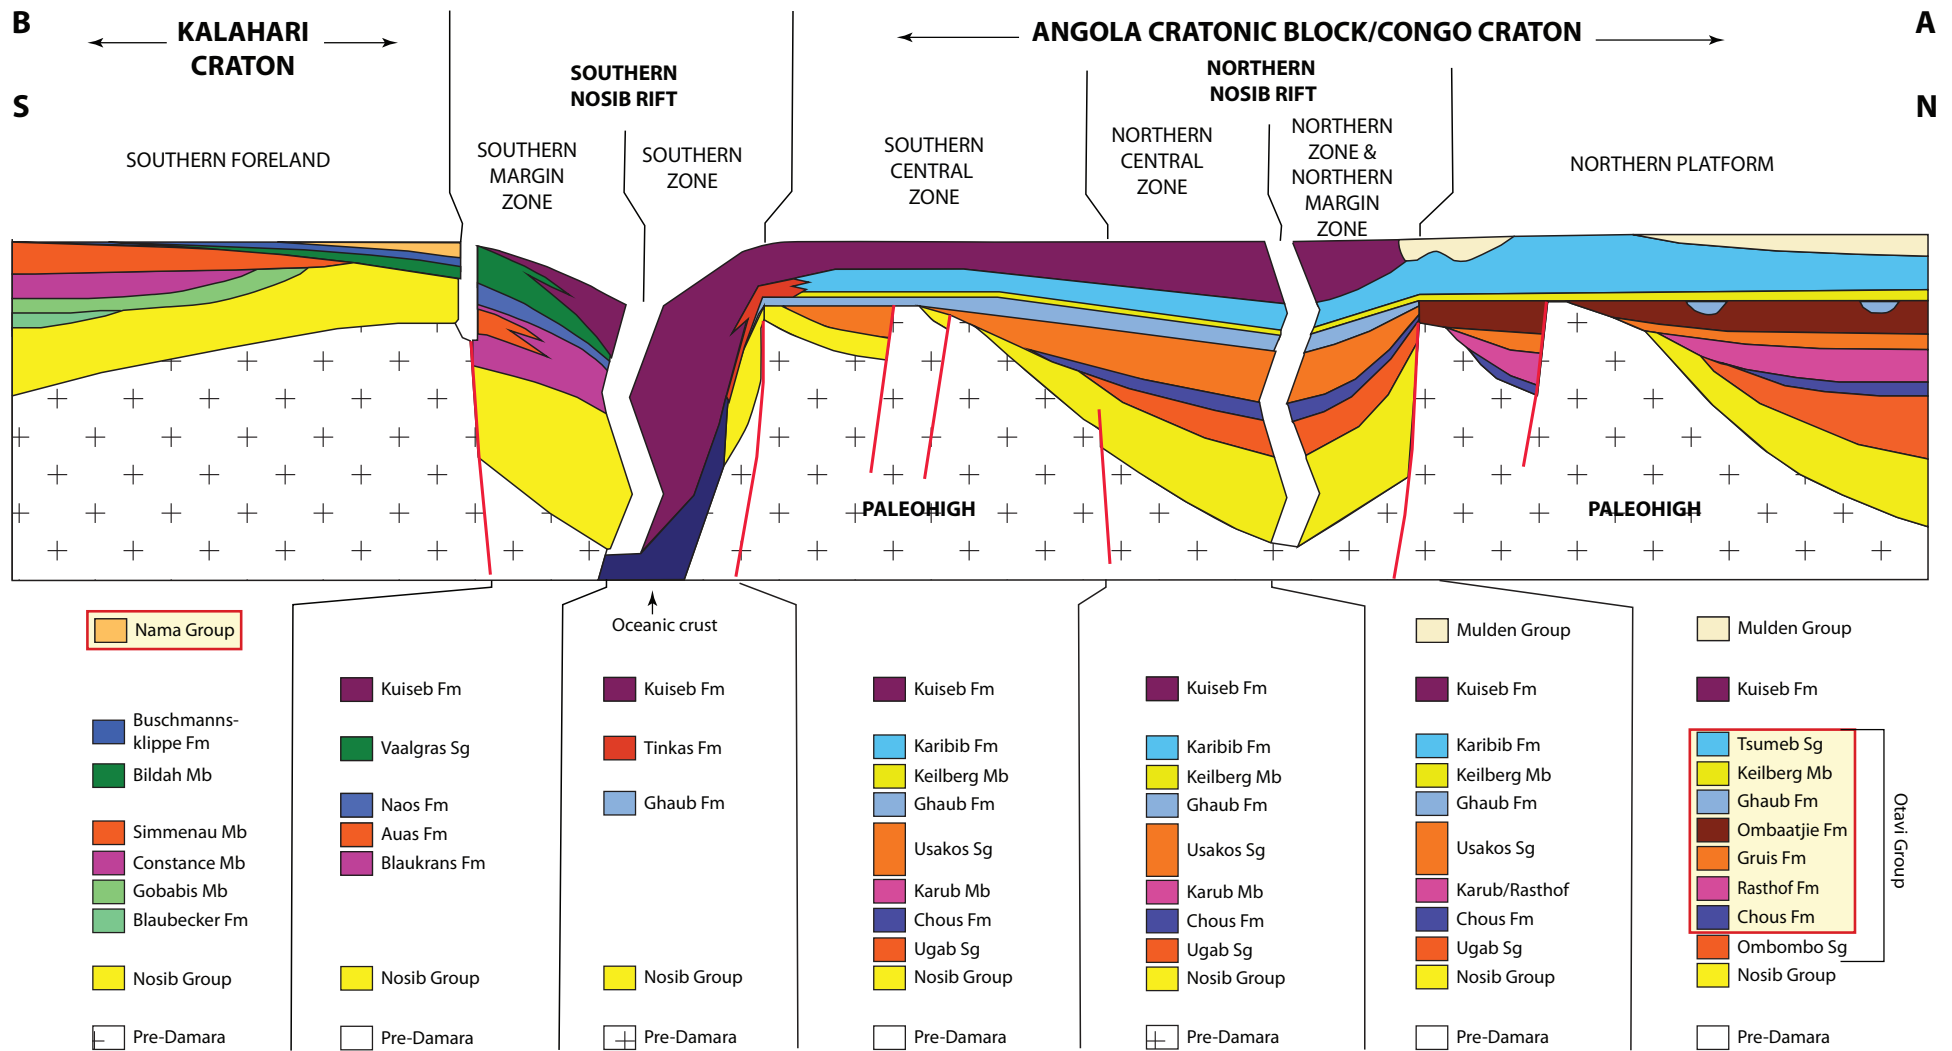 B
KALAHARI
CRATON
ANGOLA CRATONIC BLOCK/CONGO CRATON
A
S
SOUTHERN
NOSIB RIFT
NORTHERN
NOSIB RIFT
N
SOUTHERN FORELAND
SOUTHERN
MARGIN
ZONE
SOUTHERN
ZONE
SOUTHERN
CENTRAL
ZONE
NORTHERN
CENTRAL
ZONE
NORTHERN
ZONE &
NORTHERN
MARGIN
ZONE
NORTHERN PLATFORM
PALEOHIGH
PALEOHIGH
Oceanic crust
Nama Group
Buschmanns-
klippe Fm
Bildah Mb
Simmenau Mb
Constance Mb
Gobabis Mb
Blaubecker Fm
Nosib Group
Pre-Damara
Kuiseb Fm
Vaalgras Sg
Naos Fm
Auas Fm
Blaukrans Fm
Nosib Group
Pre-Damara
Kuiseb Fm
Tinkas Fm
Ghaub Fm
Nosib Group
Pre-Damara
Kuiseb Fm
Karibib Fm
Keilberg Mb
Ghaub Fm
Usakos Sg
Karub Mb
Chous Fm
Ugab Sg
Nosib Group
Pre-Damara
Kuiseb Fm
Karibib Fm
Keilberg Mb
Ghaub Fm
Usakos Sg
Karub Mb
Chous Fm
Ugab Sg
Nosib Group
Pre-Damara
Mulden Group
Kuiseb Fm
Karibib Fm
Keilberg Mb
Ghaub Fm
Usakos Sg
Karub/Rasthof
Chous Fm
Ugab Sg
Nosib Group
Pre-Damara
Mulden Group
Kuiseb Fm
Tsumeb Sg
Keilberg Mb
Ghaub Fm
Ombaatjie Fm
Gruis Fm
Rasthof Fm
Chous Fm
Ombombo Sg
Nosib Group
Pre-Damara
Otavi Group